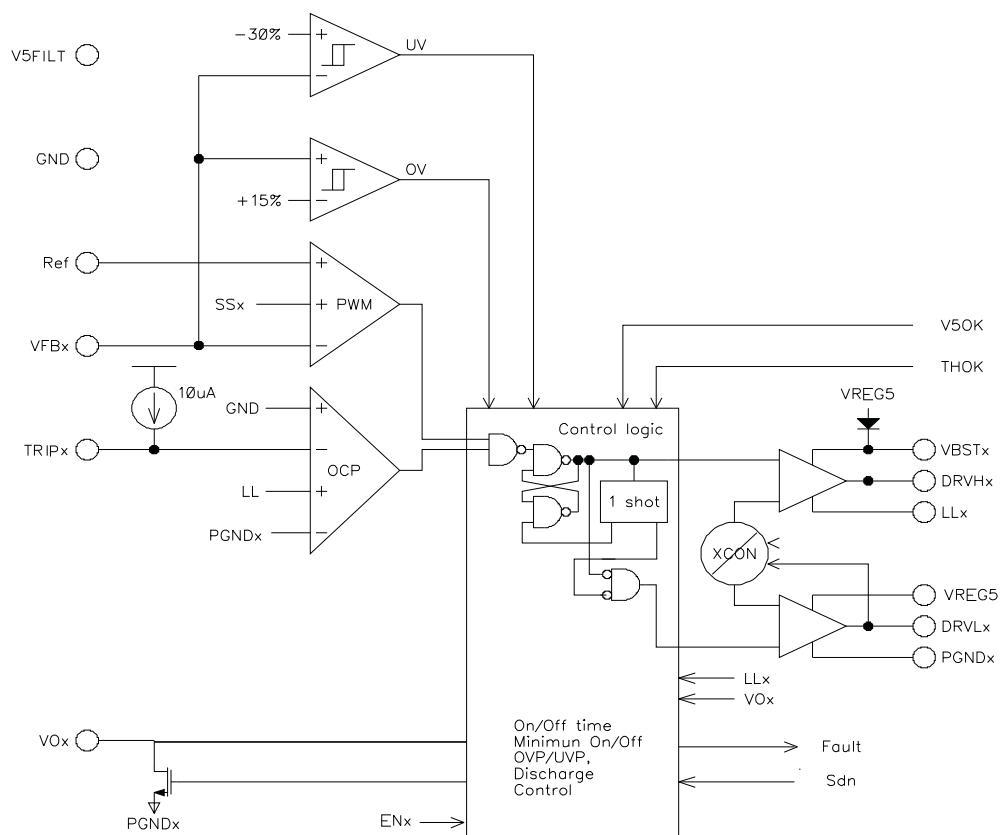 V5FILT
-30%
+
-
UV
GND
+
-
+15%
OV
Ref
+
SSx
+
PWM
VFBx
-
10uA
GND
+
TRIPx
-
OCP
LL
+
PGNDx
-
V5OK
THOK
VREG5
Control logic
1 shot
VBSTx
DRVHx
LLx
XCON
VREG5
DRVLx
PGNDx
LLx
VOx
VOx
On/Off time
Minimun On/Off
OVP/UVP,
Discharge
Control
Fault
Sdn
PGNDx
ENx